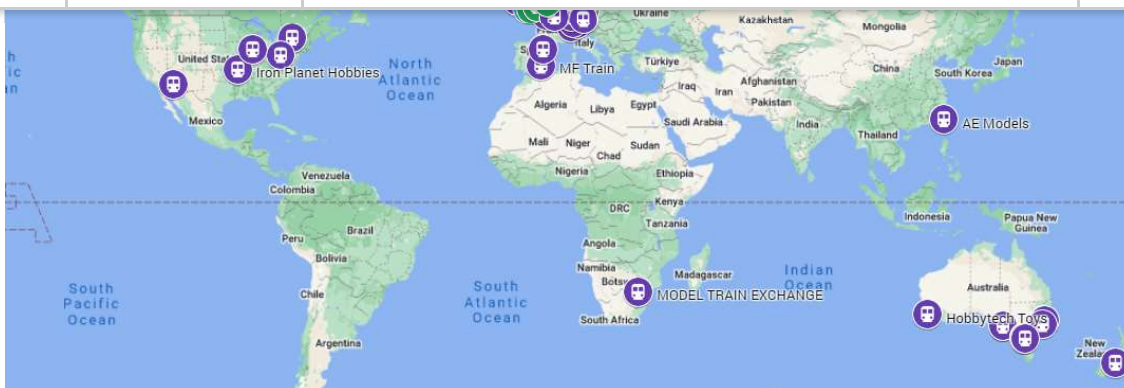 Ukraine
Kazakhstan
Mongolia
United Sta
Iron Planet Hobbies
North
Atlantic
Ocean
Italy
MF Train
Türkiye
China
South Korea
Japan
Afghanistan
Iraq
Iran
Pakistan
Mexico
Algeria
Libya
Egypt
Saudi Arabia
India
Thailand
AE Models
Mali
Niger
Chad
Sudan
Nigeria
Ethiopia
Venezuela
Colombia
DRC
Kenya
Tanzania
Indonesia
Papua New
Guinea
Peru
Brazil
Bolivia
Angola
Namibia
Botsw
Madagascar
Indian
Ocean
South
Pacific
Ocean
Chile
South
Atlantic
Ocean
MODEL TRAIN EXCHANGE
South Africa
Australia
Hobbytech Toys
Argentina
New
Zeala